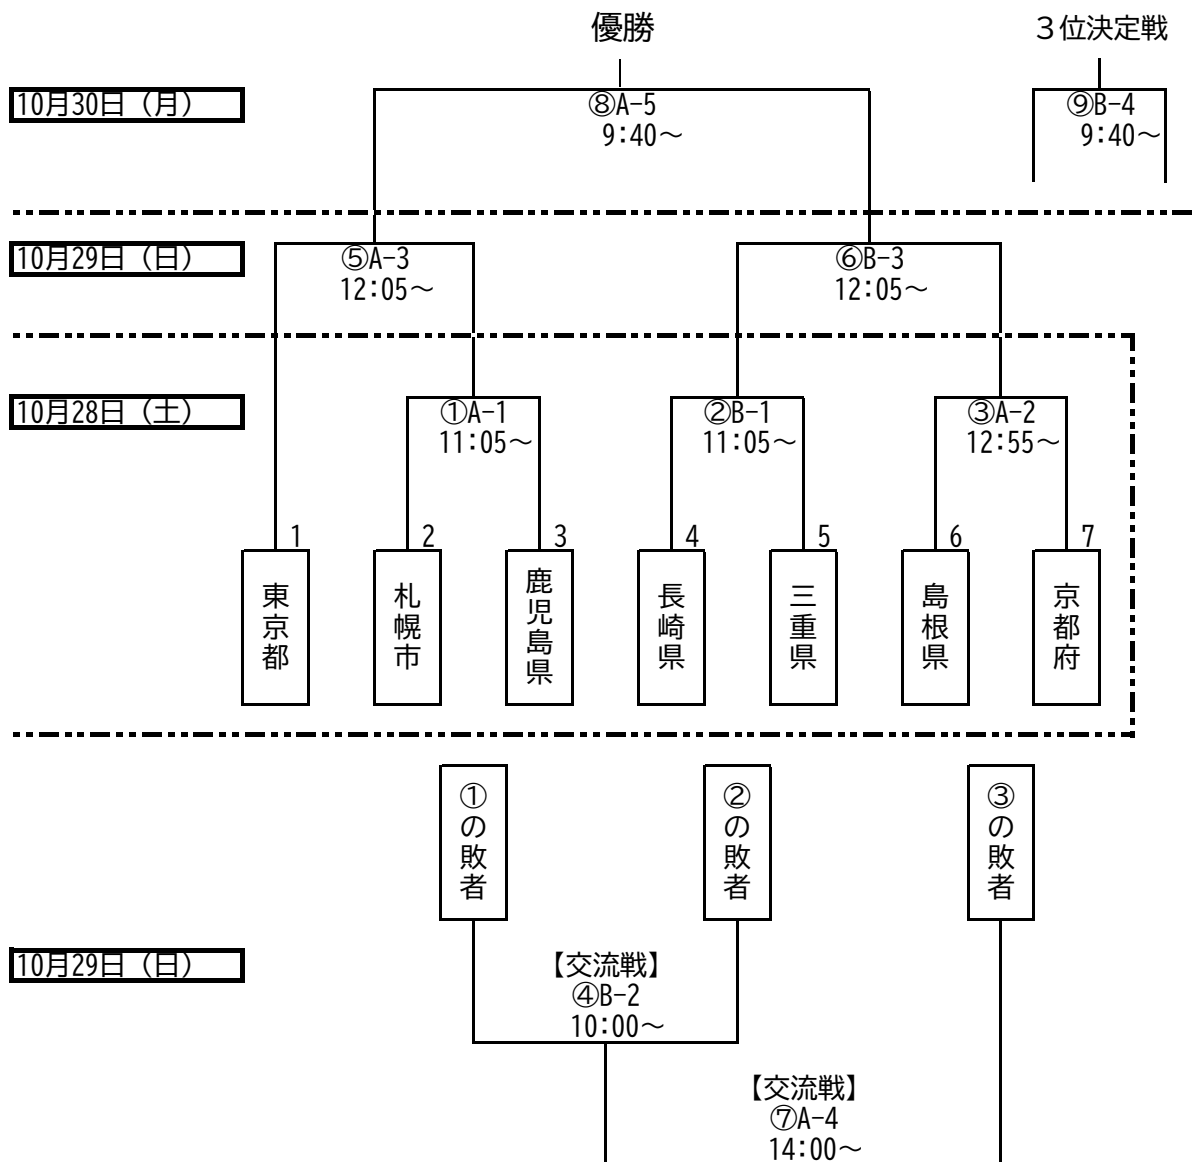 優勝
３位決定戦
10月30日（月）
⑧A-5
9:40～
⑨B-4
9:40～
10月29日（日）
⑤A-3
12:05～
⑥B-3
12:05～
10月28日（土）
①A-1
11:05～
②B-1
11:05～
③A-2
12:55～
1
2
3
4
5
6
7
東京都
札幌市
鹿児島県
長崎県
三重県
島根県
京都府
①の敗者
②の敗者
③の敗者
10月29日（日）
【交流戦】
④B-2
10:00～
【交流戦】
⑦A-4
14:00～